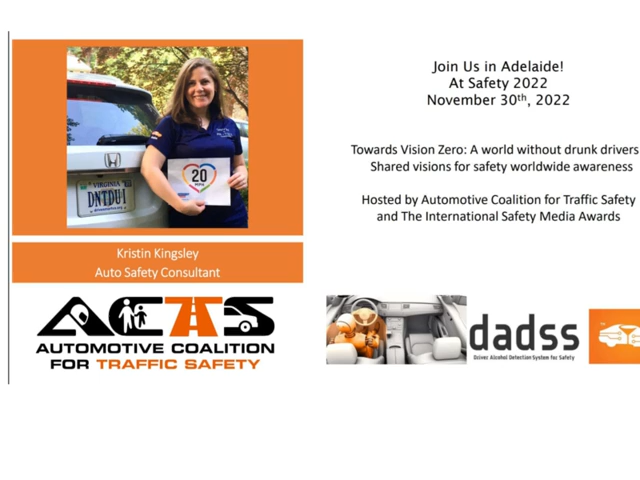 VIRGINIA
DNTDUI
20
MPH
Kristin Kingsley
Auto Safety Consultant
ACTS
AUTOMOTIVE COALITION
FOR TRAFFIC SAFETY
Join Us in Adelaide!
At Safety 2022
November 30th, 2022
Towards Vision Zero: A world without drunk drivers
Shared visions for safety worldwide awareness
Hosted by Automotive Coalition for Traffic Safety
and The International Safety Media Awards
dadss
Driver Alcohol Detection System for Safety